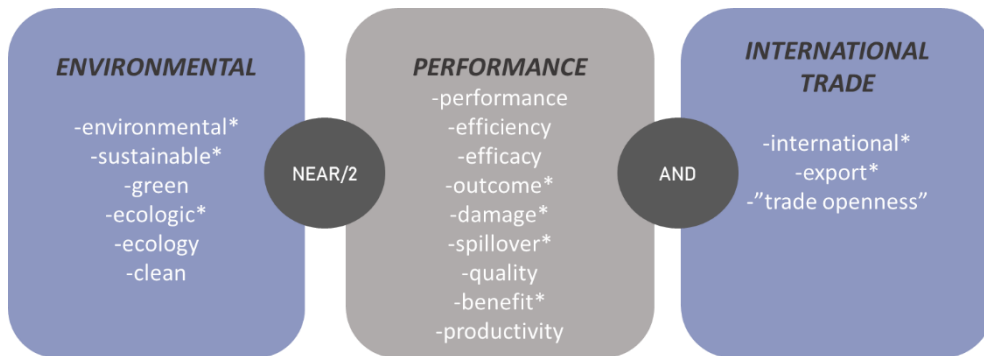 ENVIRONMENTAL
-environmental*
-sustainable*
-green
-ecologic*
-ecology
-clean
NEAR/2
PERFORMANCE
-performance
-efficiency
-efficacy
-outcome*
-damage*
-spillover*
-quality
-benefit*
-productivity
AND
INTERNATIONAL
TRADE
-international*
-export*
-”trade openness”